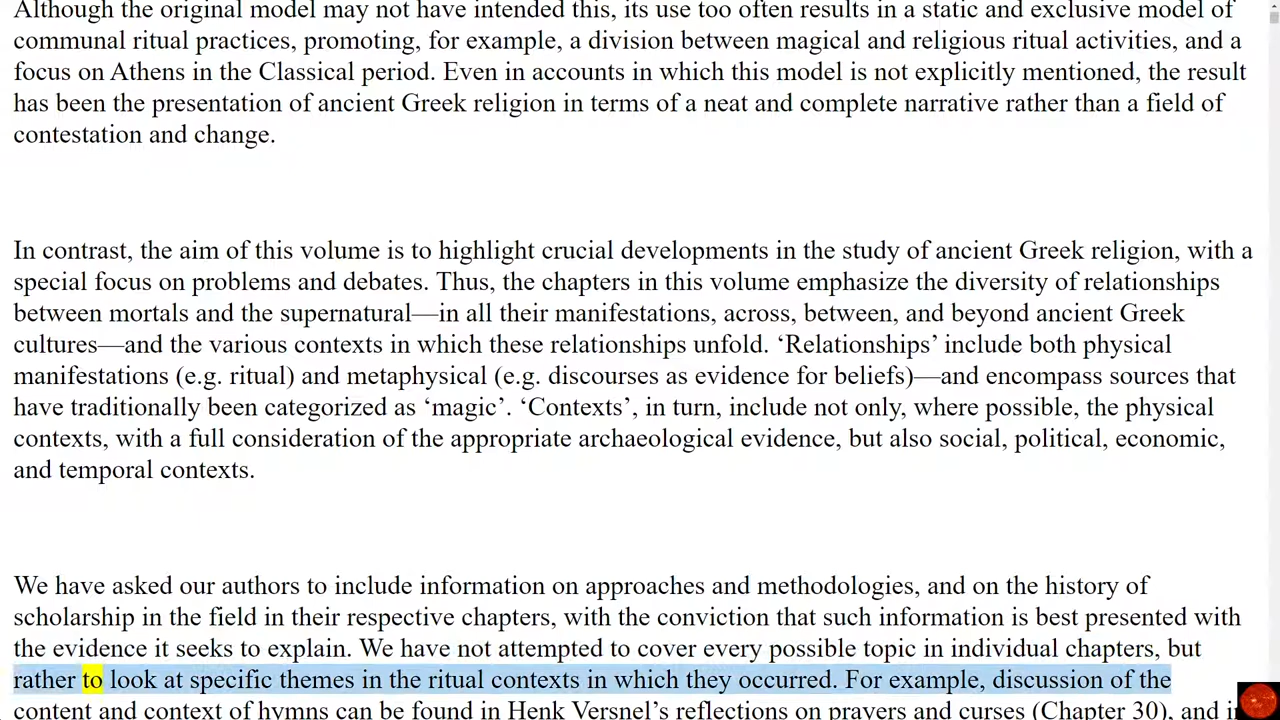 Although the original model may not have intended this, its use too often results in a static and exclusive model of
communal ritual practices, promoting, for example, a division between magical and religious ritual activities, and a
focus on Athens in the Classical period. Even in accounts in which this model is not explicitly mentioned, the result
has been the presentation of ancient Greek religion in terms of a neat and complete narrative rather than a field of
contestation and change.
In contrast, the aim of this volume is to highlight crucial developments in the study of ancient Greek religion, with a
special focus on problems and debates. Thus, the chapters in this volume emphasize the diversity of relationships
between mortals and the supernatural—in all their manifestations, across, between, and beyond ancient Greek
cultures—and the various contexts in which these relationships unfold. ‘Relationships’ include both physical
manifestations (e.g. ritual) and metaphysical (e.g. discourses as evidence for beliefs)—and encompass sources that
have traditionally been categorized as ‘magic’. ‘Contexts’, in turn, include not only, where possible, the physical
contexts, with a full consideration of the appropriate archaeological evidence, but also social, political, economic,
and temporal contexts.
We have asked our authors to include information on approaches and methodologies, and on the history of
scholarship in the field in their respective chapters, with the conviction that such information is best presented with
the evidence it seeks to explain. We have not attempted to cover every possible topic in individual chapters, but
rather to look at specific themes in the ritual contexts in which they occurred. For example, discussion of the
content and context of hymns can be found in Henk Versnel’s reflections on prayers and curses (Chapter 30), and